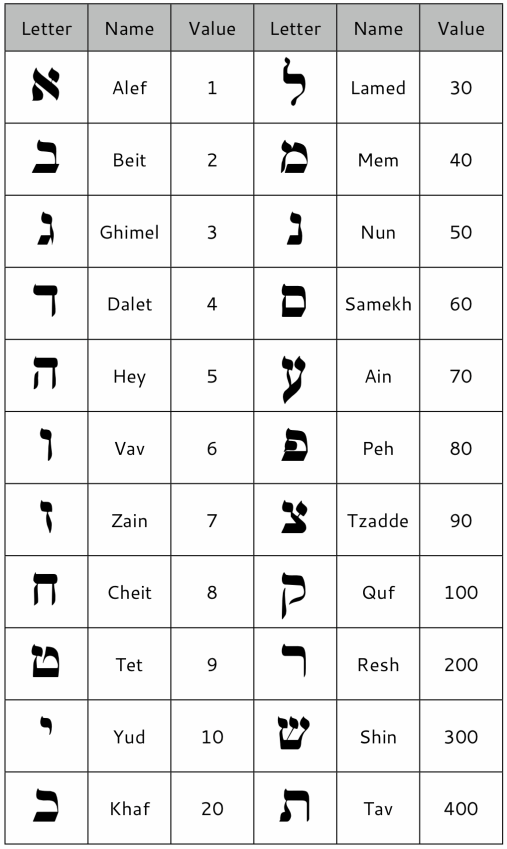 Letter Name Value Letter Name Value
א Alef 1 ל Lamed 30
ב Beit 2 מ Mem 40
ג Ghimel 3 נ Nun 50
ד Dalet 4 ם Samekh 60
ה Hey 5 ע Ain 70
ו Vav 6 פ Peh 80
ז Zain 7 צ Tzadde 90
ח Cheit 8 ק Quf 100
ט Tet 9 ר Resh 200
י Yud 10 ש Shin 300
כ Khaf 20 ת Tav 400